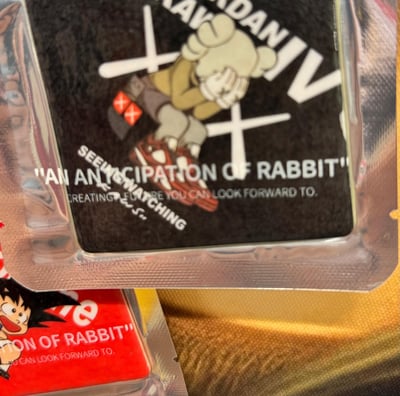 IV
"AN ANTICIPATION OF RABBIT"
CREATING FUTURE YOU CAN LOOK FORWARD TO.
SEEING WATCHING
ON OF RABBIT"
CAN LOOK FORWARD TO.